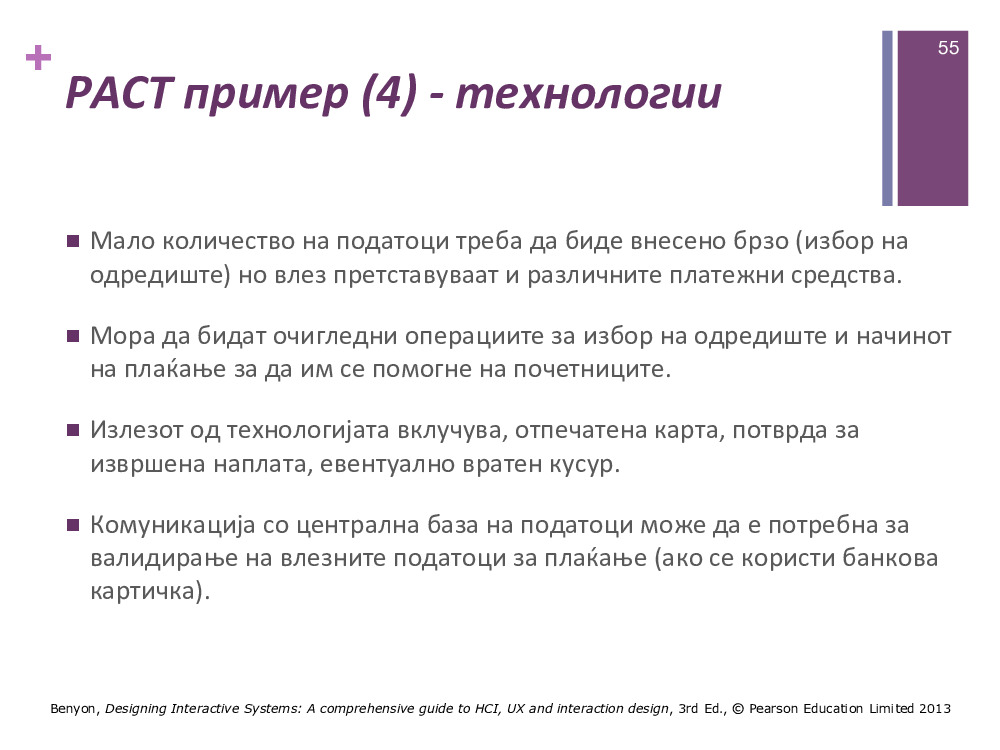 55
+
PACT пример (4) - технологии
Мало количество на податоци треба да биде внесено брзо (избор на
одредиште) но влез претставуваат и различните платежни средства.
Мора да бидат очигледни операциите за избор на одредиште и начинот
на плаќање за да им се помогне на почетниците.
Излезот од технологијата вклучува, отпечатена карта, потврда за
извршена наплата, евентуално вратен кусур.
Комуникација со централна база на податоци може да е потребна за
валидирање на влезните податоци за плаќање (ако се користи банкова
картичка).
Benyon, Designing Interactive Systems: A comprehensive guide to HCI, UX and interaction design, 3rd Ed., © Pearson Education Limited 2013